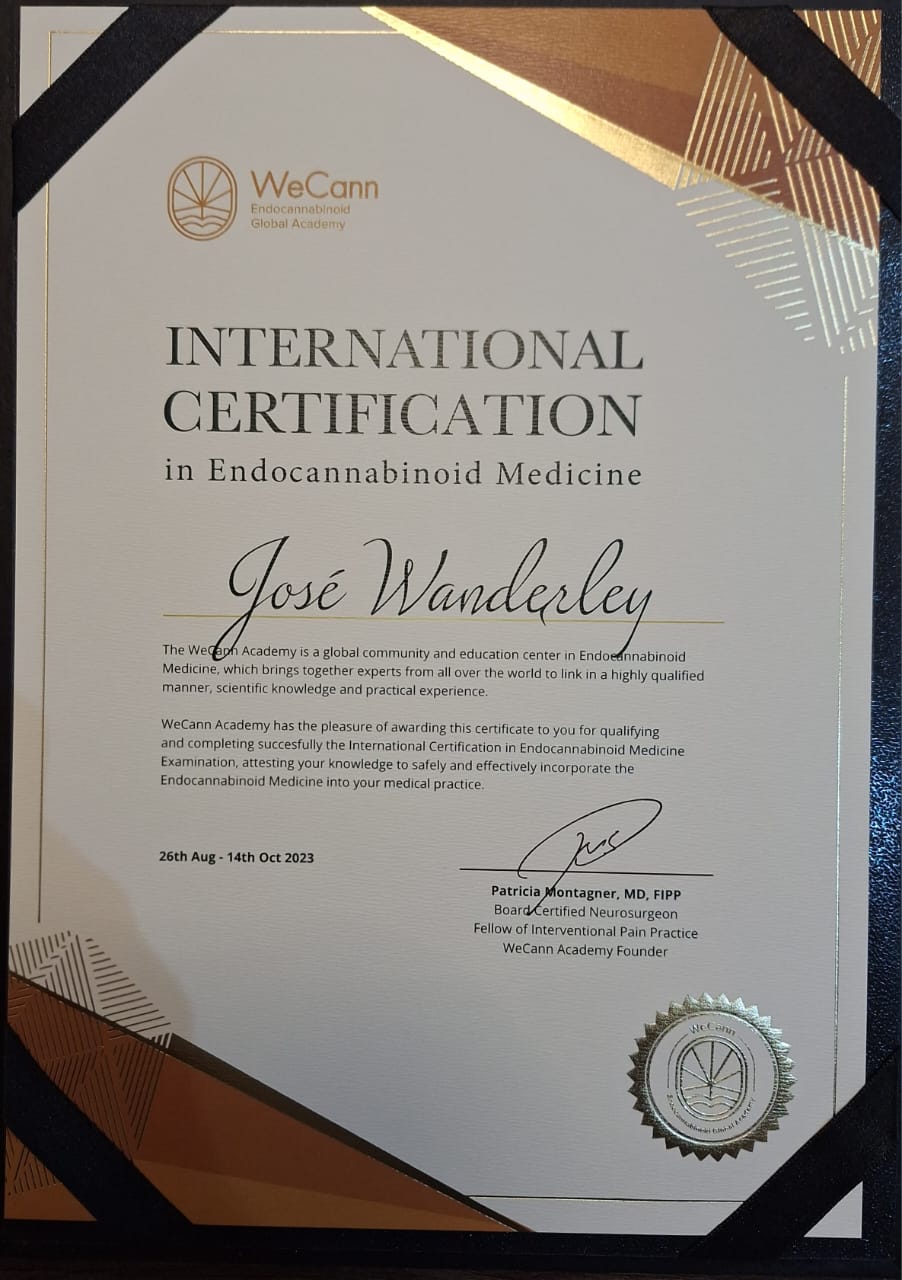 WeCann
Endocannabinoid
Global Academy
INTERNATIONAL
CERTIFICATION
in Endocannabinoid Medicine
José Wanderley
The WeCann Academy is a global community and education center in Endocannabinoid
Medicine, which brings together experts from all over the world to link in a highly qualified
manner, scientific knowledge and practical experience.
WeCann Academy has the pleasure of awarding this certificate to you for qualifying
and completing succesfully the International Certification in Endocannabinoid Medicine
Examination, attesting your knowledge to safely and effectively incorporate the
Endocannabinoid Medicine into your medical practice.
26th Aug - 14th Oct 2023
Patricia Montagner, MD, FIPP
Board Certified Neurosurgeon
Fellow of Interventional Pain Practice
WeCann Academy Founder
WeCann
Endocannabinoid Global Academy